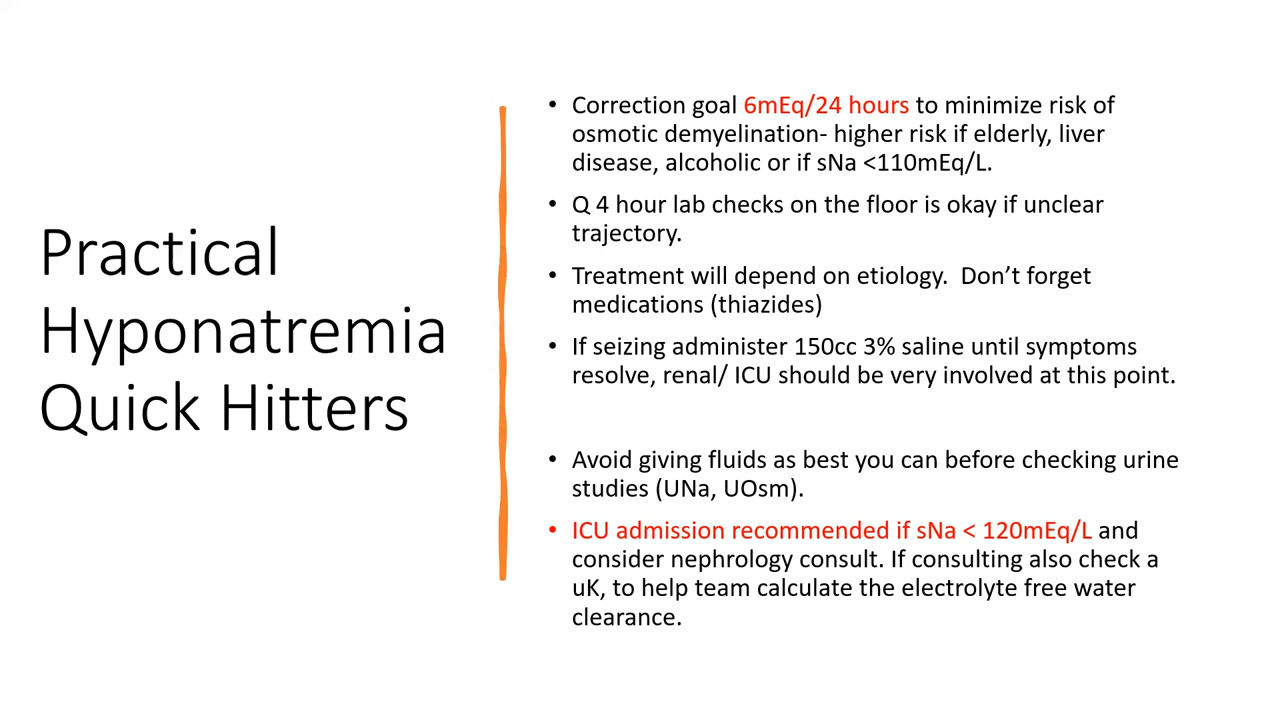 Practical
Hyponatremia
Quick Hitters
• Correction goal 6mEq/24 hours to minimize risk of
osmotic demyelination- higher risk if elderly, liver
disease, alcoholic or if sNa <110mEq/L.
• Q 4 hour lab checks on the floor is okay if unclear
trajectory.
• Treatment will depend on etiology.  Don’t forget
medications (thiazides)
• If seizing administer 150cc 3% saline until symptoms
resolve, renal/ ICU should be very involved at this point.
• Avoid giving fluids as best you can before checking urine
studies (UNa, UOsm).
• ICU admission recommended if sNa < 120mEq/L and
consider nephrology consult. If consulting also check a
uK, to help team calculate the electrolyte free water
clearance.